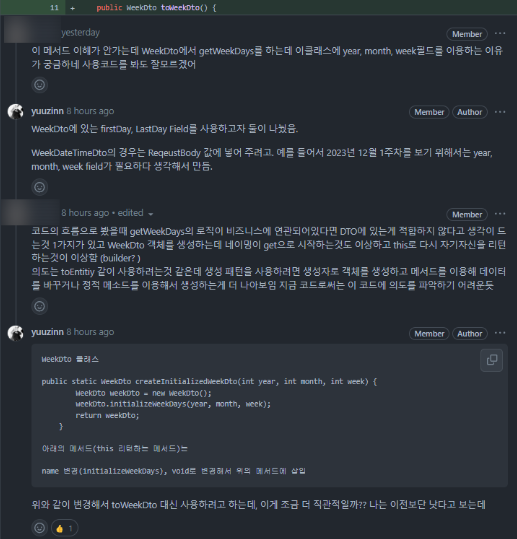 11 + public WeekDto toWeekDto() {
yesterday Member ...
이 메서드 이해가 안가는데 WeekDto에서 getWeekDays를 하는데 이클래스에 year, month, week필드를 이용하는 이유
가 궁금하네 사용코드를 봐도 잘모르겠어
yuuzinn 8 hours ago Member Author ...
WeekDto에 있는 firstDay, LastDay Field를 사용하고자 둘이 나눴음.
WeekDateTimeDto의 경우는 ReqeustBody 값에 넣어 주려고. 예를 들어서 2023년 12월 1주차를 보기 위해서는 year,
month, week field가 필요하다 생각해서 만듬.
8 hours ago • edited Member ...
코드의 흐름으로 봤을때 getWeekDays의 로직이 비즈니스에 연관되어있다면 DTO에 있는게 적합하지 않다고 생각이 드
는것 1가지가 있고 WeekDto 객체를 생성하는데 네이밍이 get으로 시작하는것도 이상하고 this로 다시 자기자신을 리턴
하는것이 이상함 (builder? )
의도는 toEntitiy 같이 사용하려는것 같은데 생성 패턴을 사용하려면 생성자로 객체를 생성하고 메서드를 이용해 데이터
를 바꾸거나 정적 메소드를 이용해서 생성하는게 더 나아보임 지금 코드로써는 이 코드에 의도를 파악하기 어려운듯
yuuzinn 8 hours ago Member Author ...
WeekDto 클래스
public static WeekDto createInitializedWeekDto(int year, int month, int week) {
WeekDto weekDto = new WeekDto();
weekDto.initializeWeekDays(year, month, week);
return weekDto;
}
아래의 메서드(this 리턴하는 메서드)는
name 변경(initializeWeekDays), void로 변경해서 위의 메서드에 삽입
위와 같이 변경해서 toWeekDto 대신 사용하려고 하는데, 이게 조금 더 직관적일까?? 나는 이전보단 낫다고 보는데
👍 1